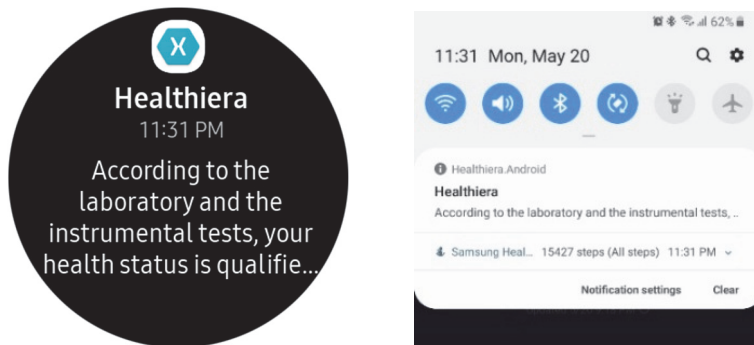 Healthiera
11:31 PM
According to the
laboratory and the
instrumental tests, your
health status is qualifie...
62%
11:31 Mon, May 20
Healthiera.Android
Healthiera
According to the laboratory and the instrumental tests, ..
Samsung Heal... 15427 steps (All steps) 11:31 PM
Notification settings Clear